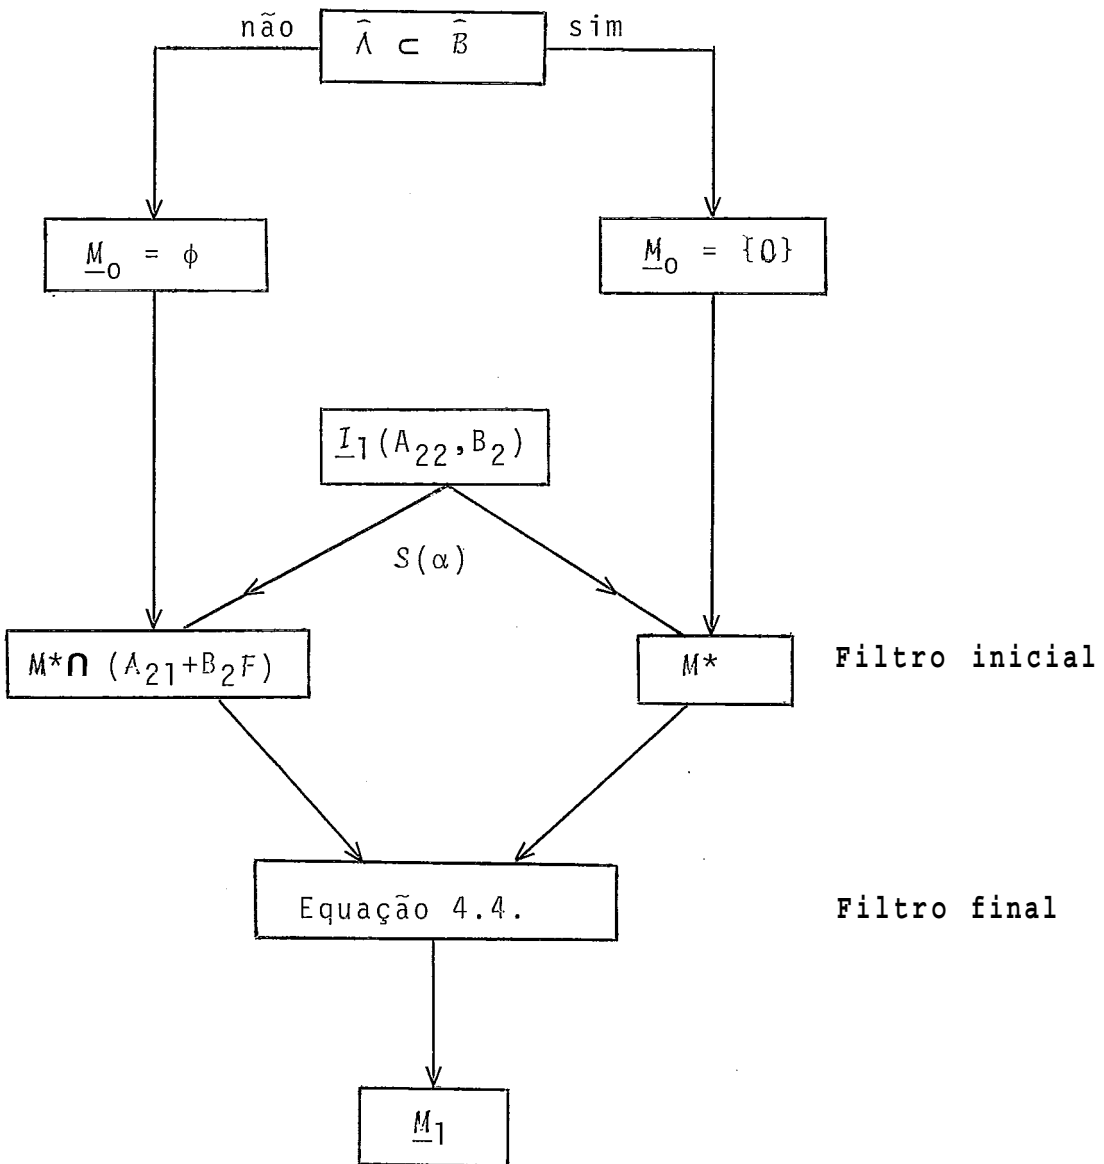 não
Â ⊂ B̂
sim
M₀ = φ
M₀ = {0}
I₁(A₂₂,B₂)
S(α)
M*∩ (A₂₁+B₂F)
M*
Filtro inicial
Equação 4.4.
Filtro final
M₁